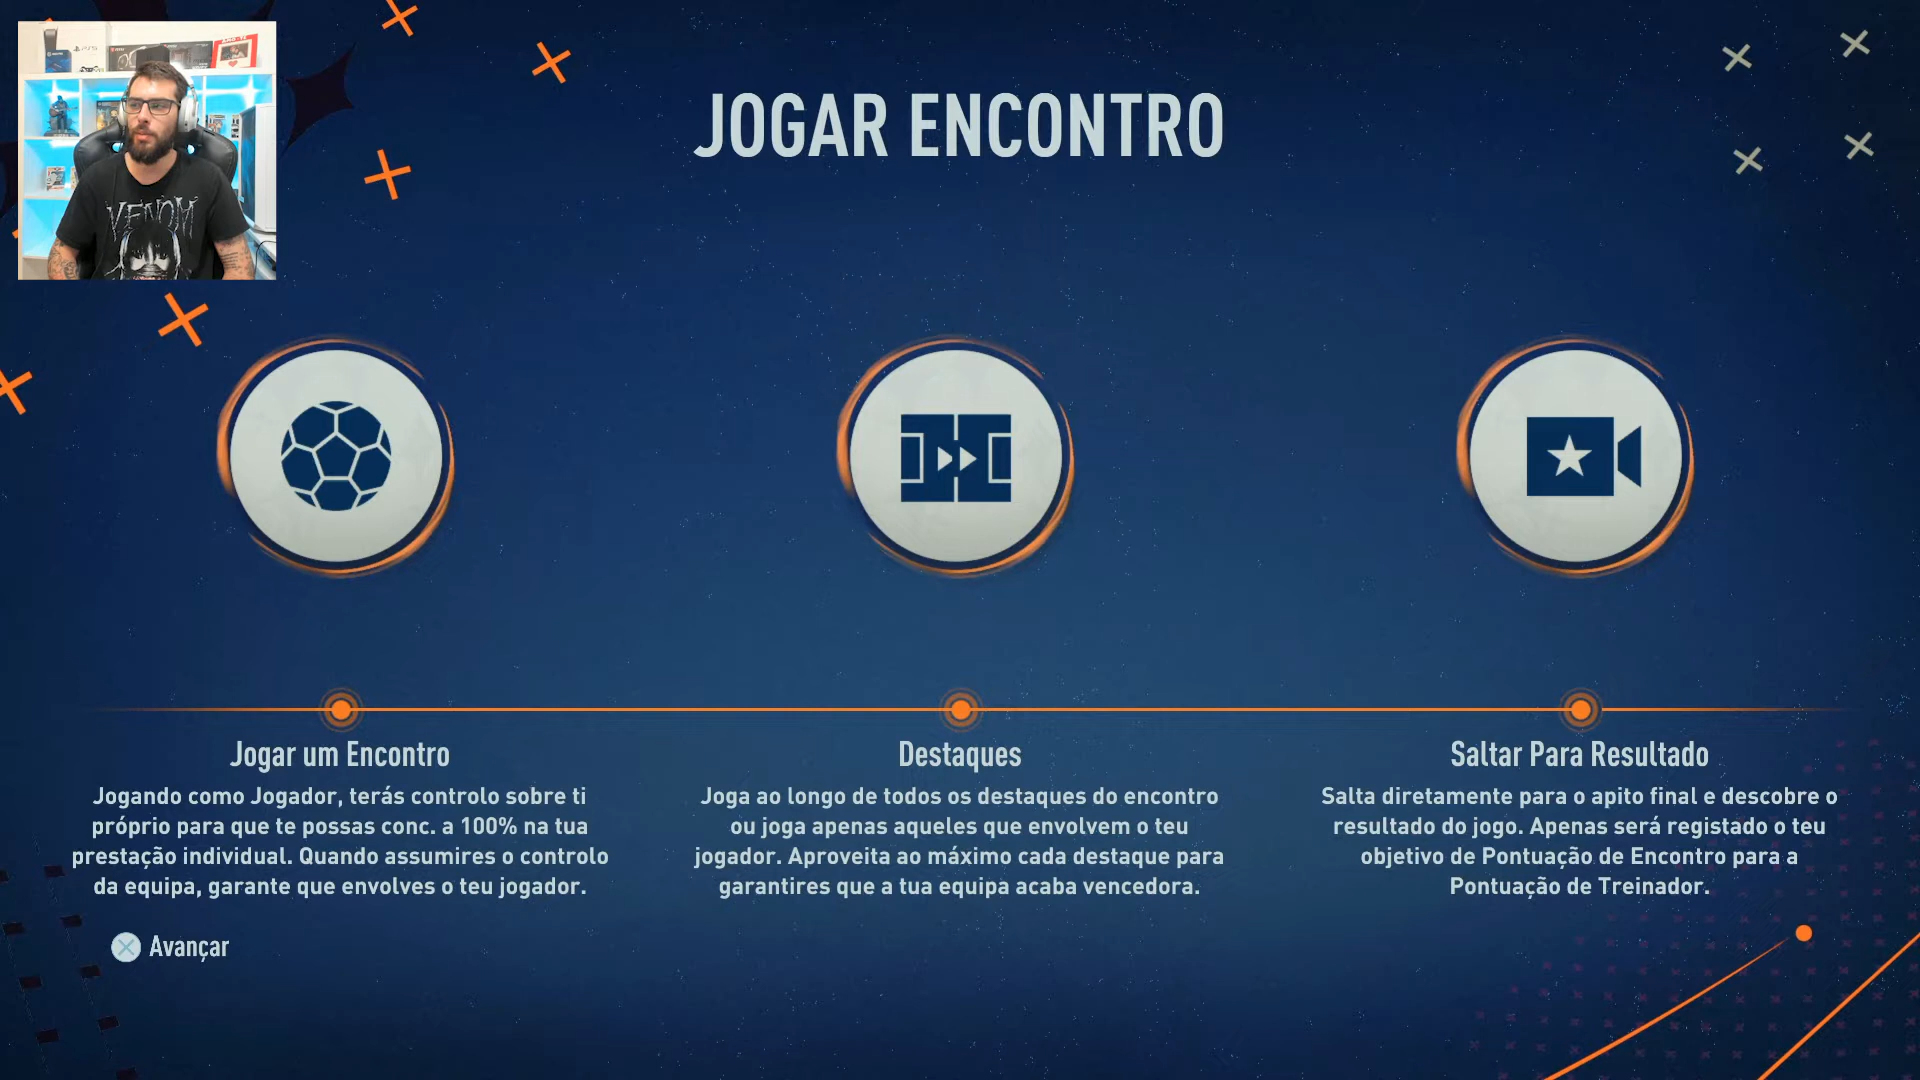 VENOM
JOGAR ENCONTRO
Jogar um Encontro
Jogando como Jogador, terás controlo sobre ti
próprio para que te possas conc. a 100% na tua
prestação individual. Quando assumires o controlo
da equipa, garante que envolves o teu jogador.
Destaques
Joga ao longo de todos os destaques do encontro
ou joga apenas aqueles que envolvem o teu
jogador. Aproveita ao máximo cada destaque para
garantires que a tua equipa acaba vencedora.
Saltar Para Resultado
Salta diretamente para o apito final e descobre o
resultado do jogo. Apenas será registado o teu
objetivo de Pontuação de Encontro para a
Pontuação de Treinador.
Avançar